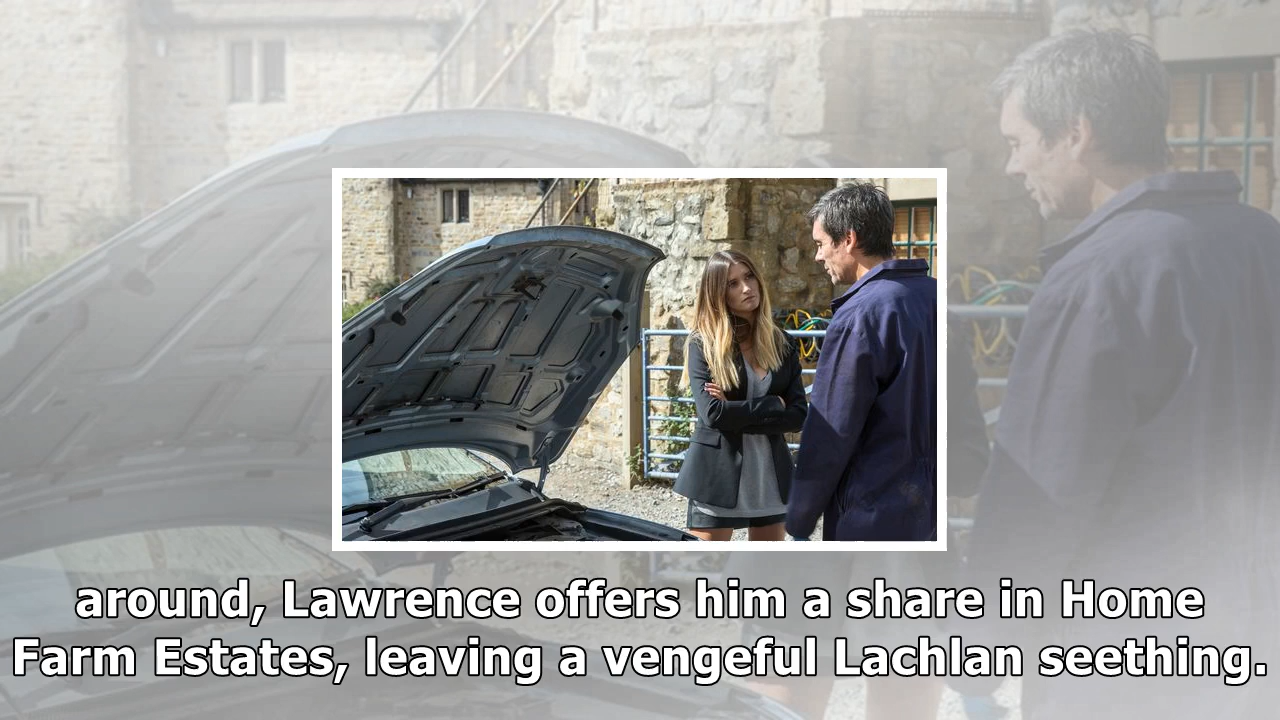 around, Lawrence offers him a share in Home
Farm Estates, leaving a vengeful Lachlan seething.